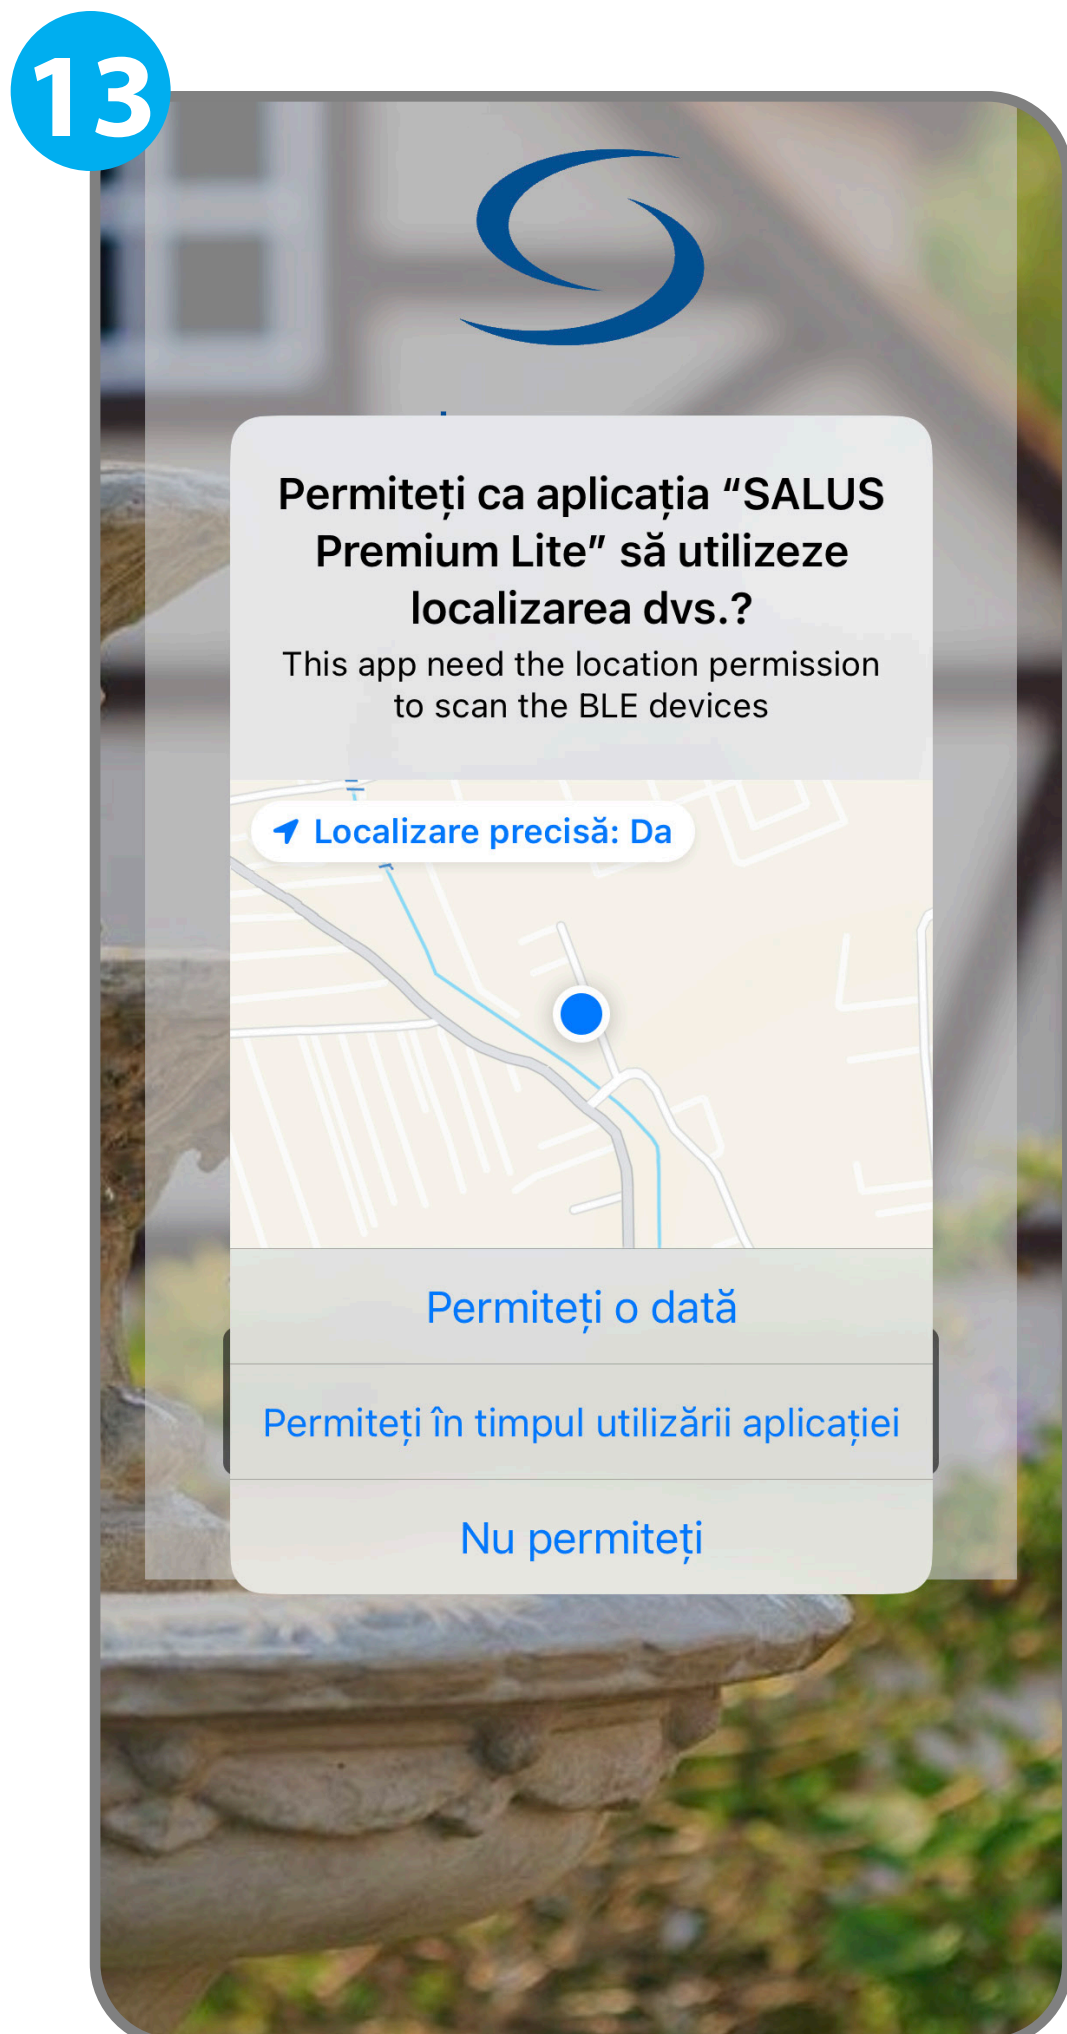 13
Permiteți ca aplicația “SALUS
Premium Lite” să utilizeze
localizarea dvs.?
This app need the location permission
to scan the BLE devices
Localizare precisă: Da
Permiteți o dată
Permiteți în timpul utilizării aplicației
Nu permiteți